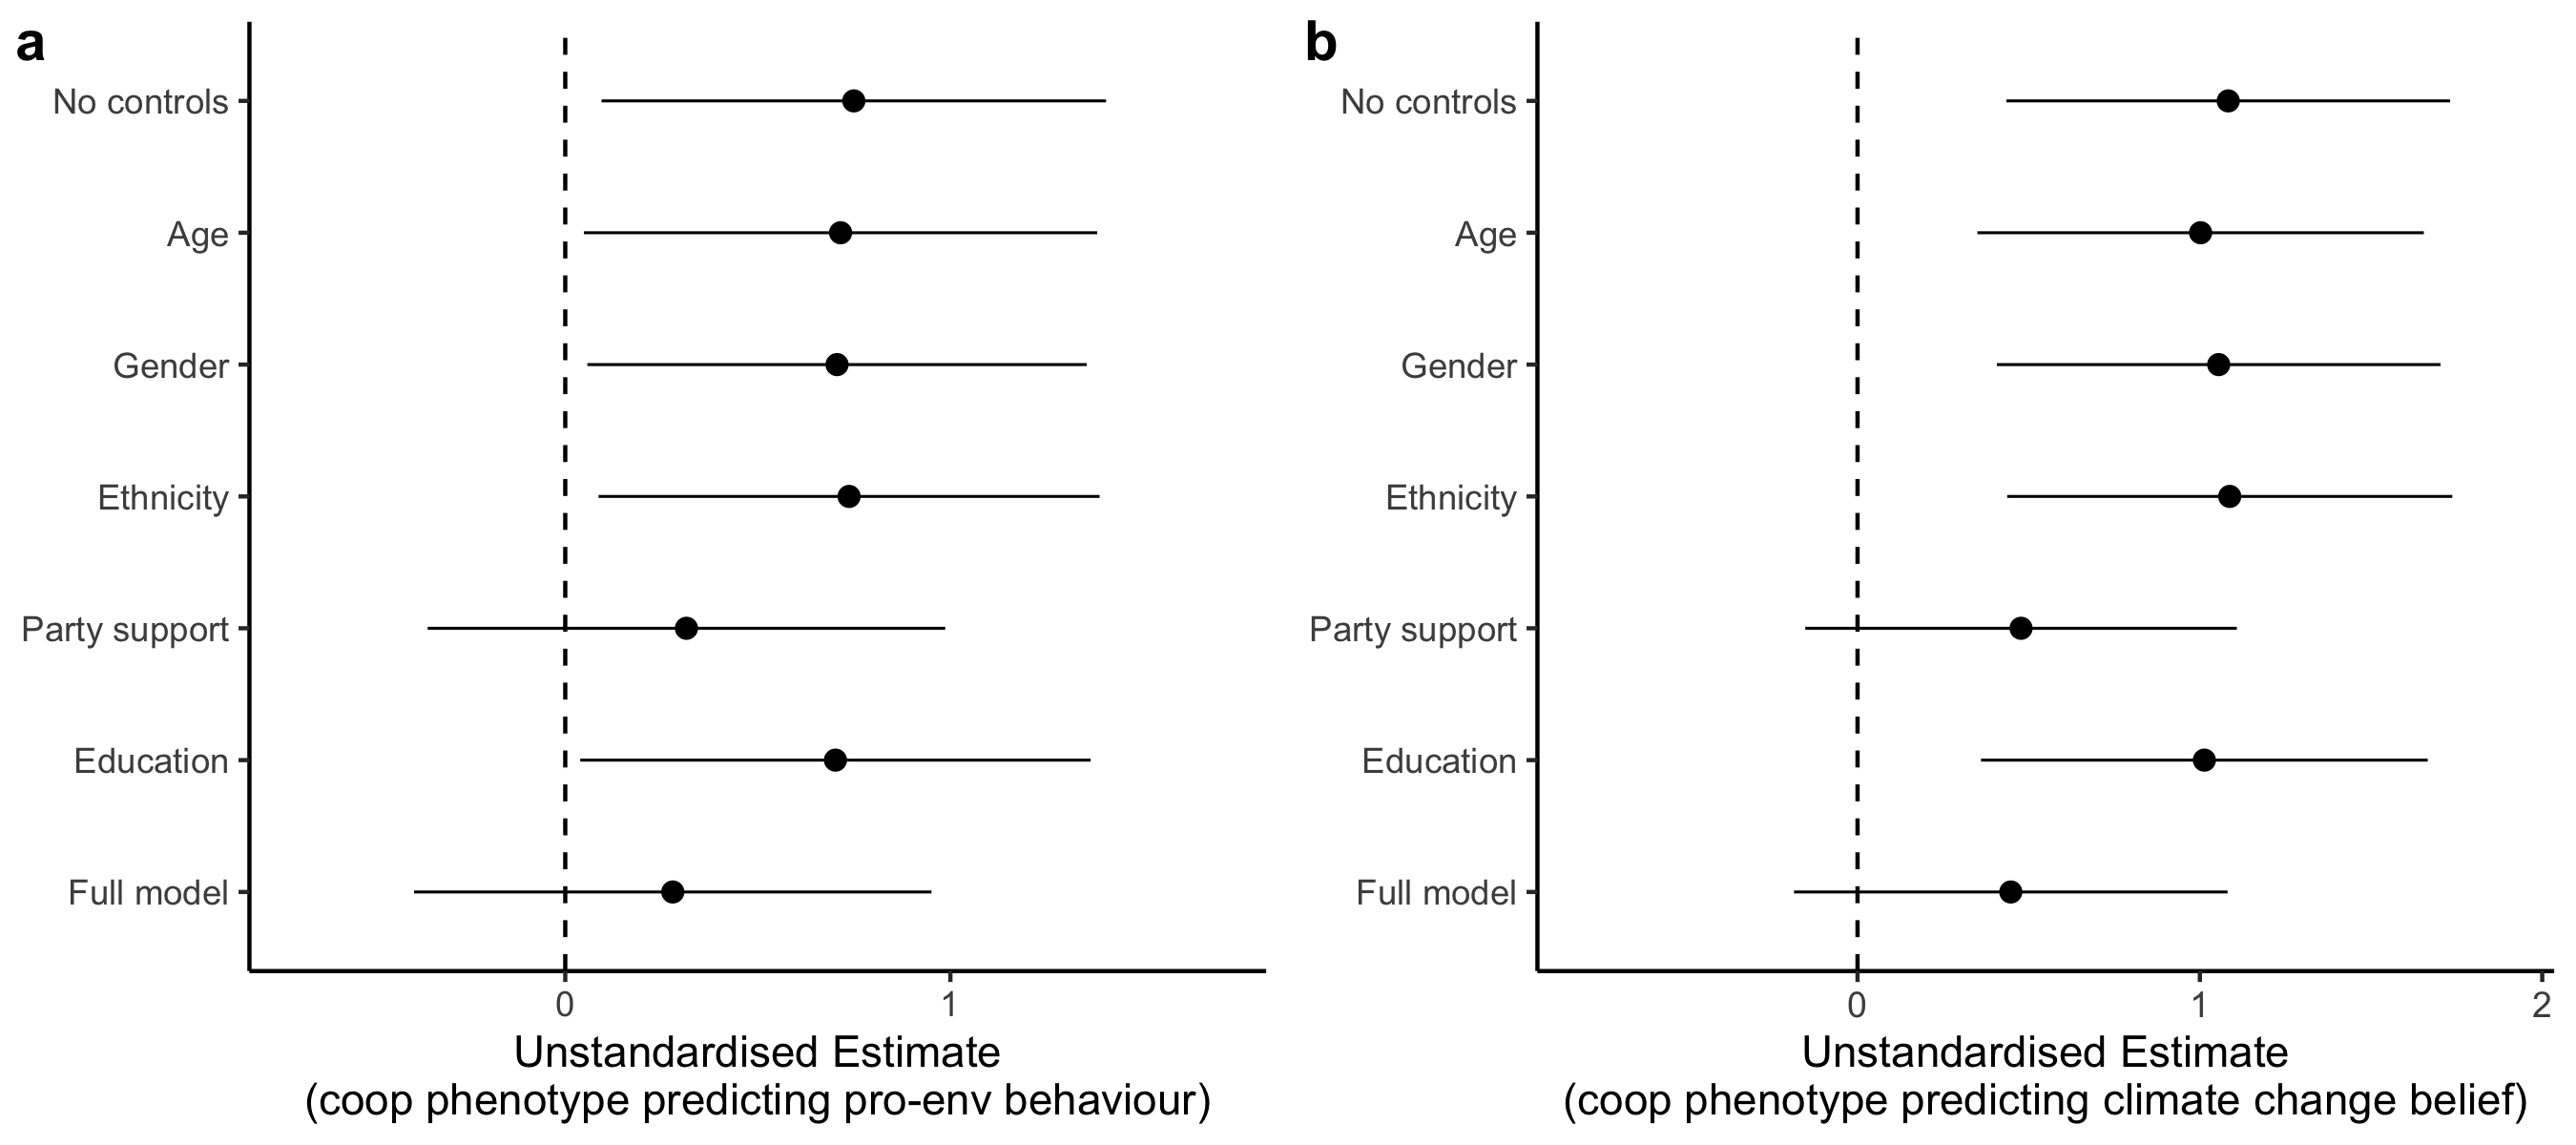 a
No controls
Age
Gender
Ethnicity
Party support
Education
Full model
0
1
Unstandardised Estimate
(coop phenotype predicting pro-env behaviour)
b
No controls
Age
Gender
Ethnicity
Party support
Education
Full model
0
1
2
Unstandardised Estimate
(coop phenotype predicting climate change belief)